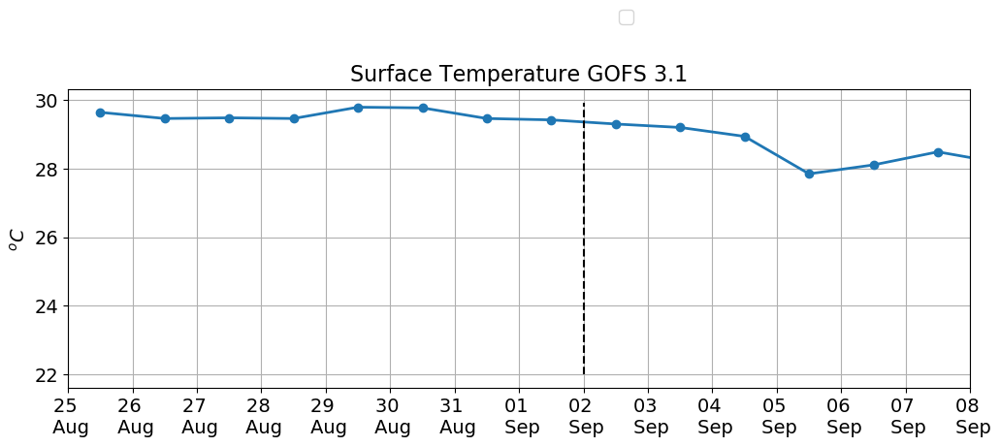 Surface Temperature GOFS 3.1
°C
30
28
26
24
22
25 26 27 28 29 30 31 01 02 03 04 05 06 07 08
Aug Aug Aug Aug Aug Aug Aug Sep Sep Sep Sep Sep Sep Sep Sep